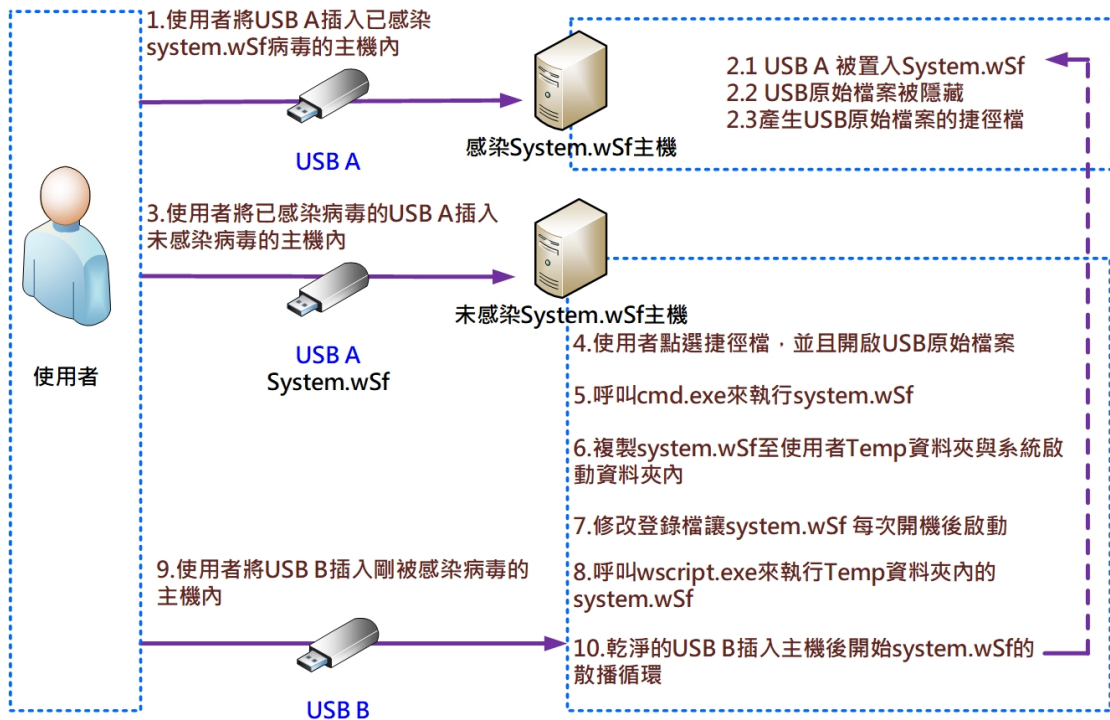 1.使用者將USB A插入已感染
system.wSf病毒的主機內
USB A
感染System.wSf主機
2.1 USB A 被置入System.wSf
2.2 USB原始檔案被隱藏
2.3產生USB原始檔案的捷徑檔
3.使用者將已感染病毒的USB A插入
未感染病毒的主機內
USB A
System.wSf
未感染System.wSf主機
使用者
4.使用者點選捷徑檔，並且開啟USB原始檔案
5.呼叫cmd.exe來執行system.wSf
6.複製system.wSf至使用者Temp資料夾與系統啟
動資料夾內
7.修改登錄檔讓system.wSf 每次開機後啟動
8.呼叫wscript.exe來執行Temp資料夾內的
system.wSf
9.使用者將USB B插入剛被感染病毒的
主機內
USB B
10.乾淨的USB B插入主機後開始system.wSf的
散播循環